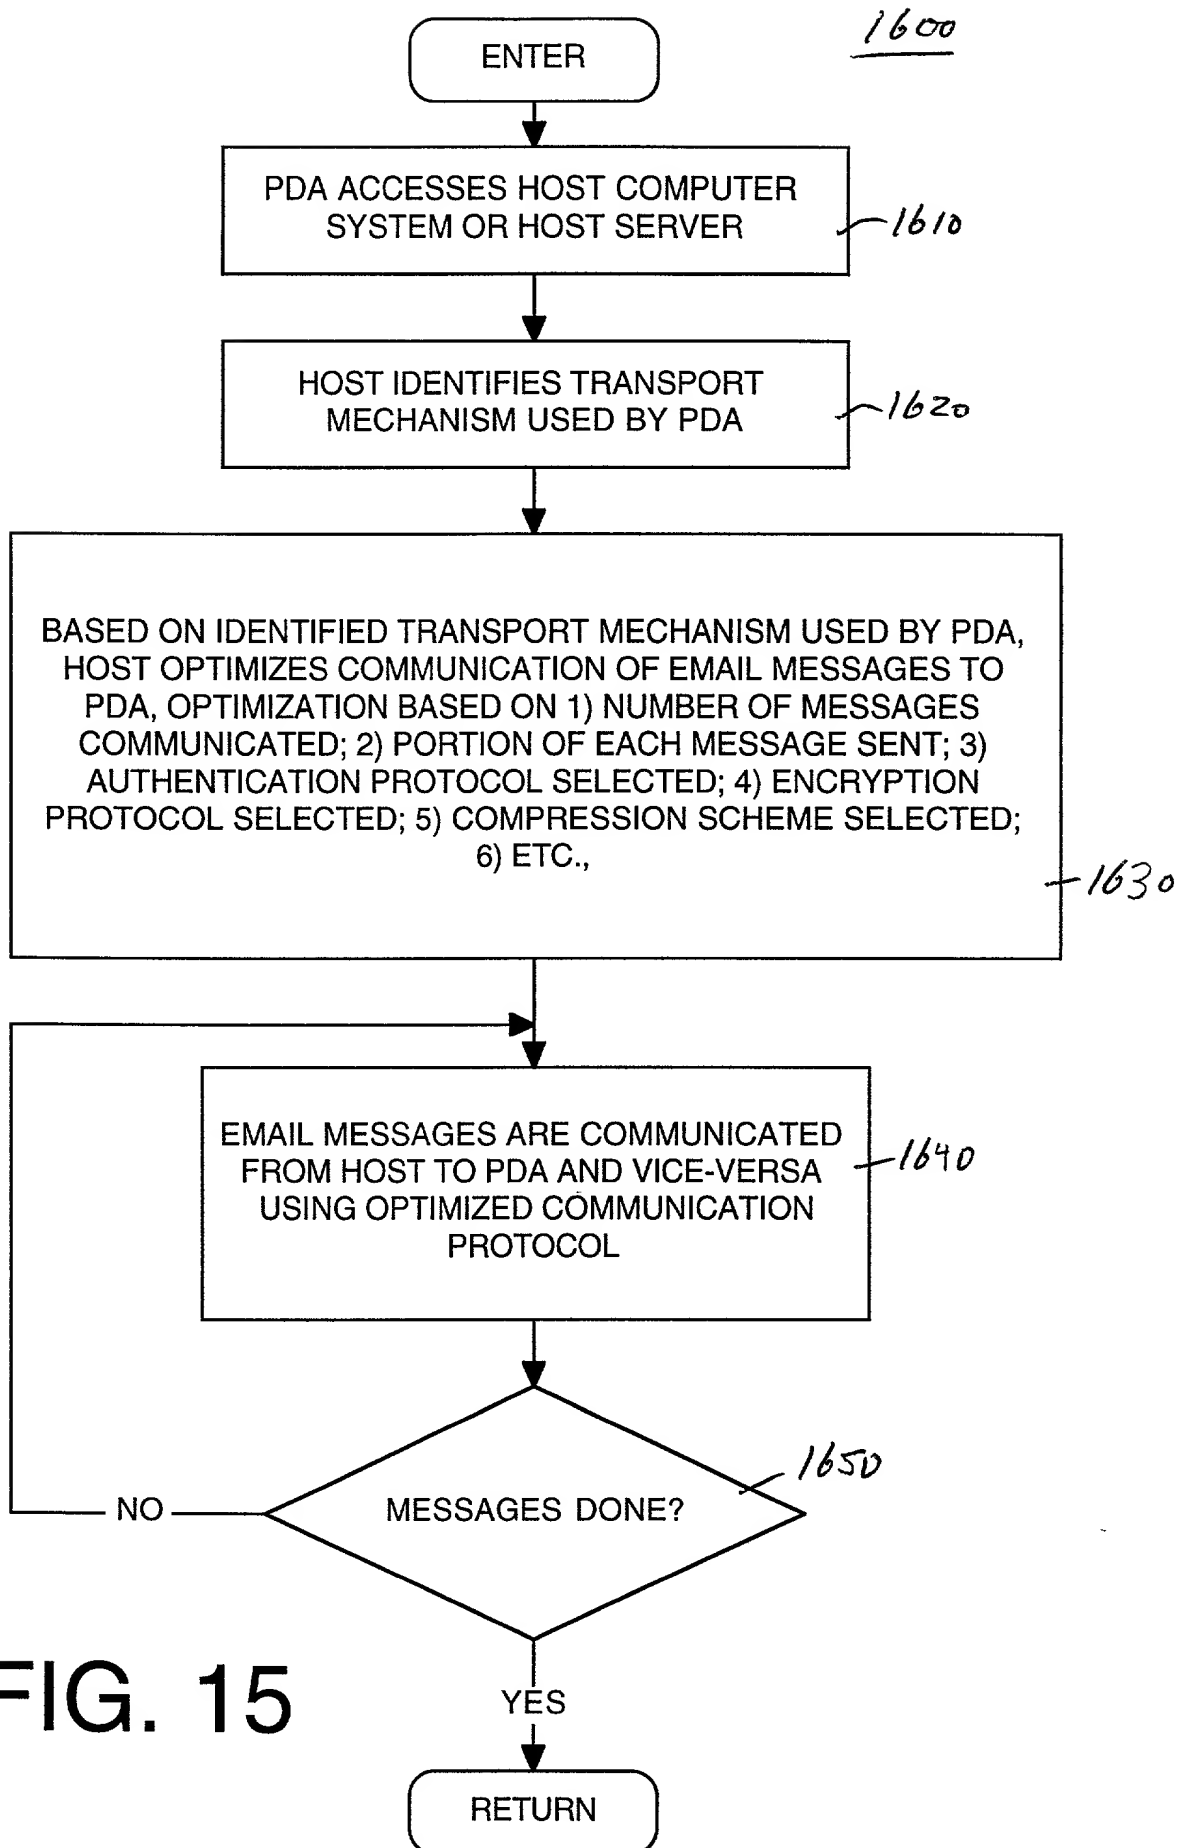 1600
ENTER
PDA ACCESSES HOST COMPUTER
SYSTEM OR HOST SERVER
1610
HOST IDENTIFIES TRANSPORT
MECHANISM USED BY PDA
1620
BASED ON IDENTIFIED TRANSPORT MECHANISM USED BY PDA,
HOST OPTIMIZES COMMUNICATION OF EMAIL MESSAGES TO
PDA, OPTIMIZATION BASED ON 1) NUMBER OF MESSAGES
COMMUNICATED; 2) PORTION OF EACH MESSAGE SENT; 3)
AUTHENTICATION PROTOCOL SELECTED; 4) ENCRYPTION
PROTOCOL SELECTED; 5) COMPRESSION SCHEME SELECTED;
6) ETC.,
1630
EMAIL MESSAGES ARE COMMUNICATED
FROM HOST TO PDA AND VICE-VERSA
USING OPTIMIZED COMMUNICATION
PROTOCOL
1640
MESSAGES DONE?
1650
NO
YES
RETURN
FIG. 15